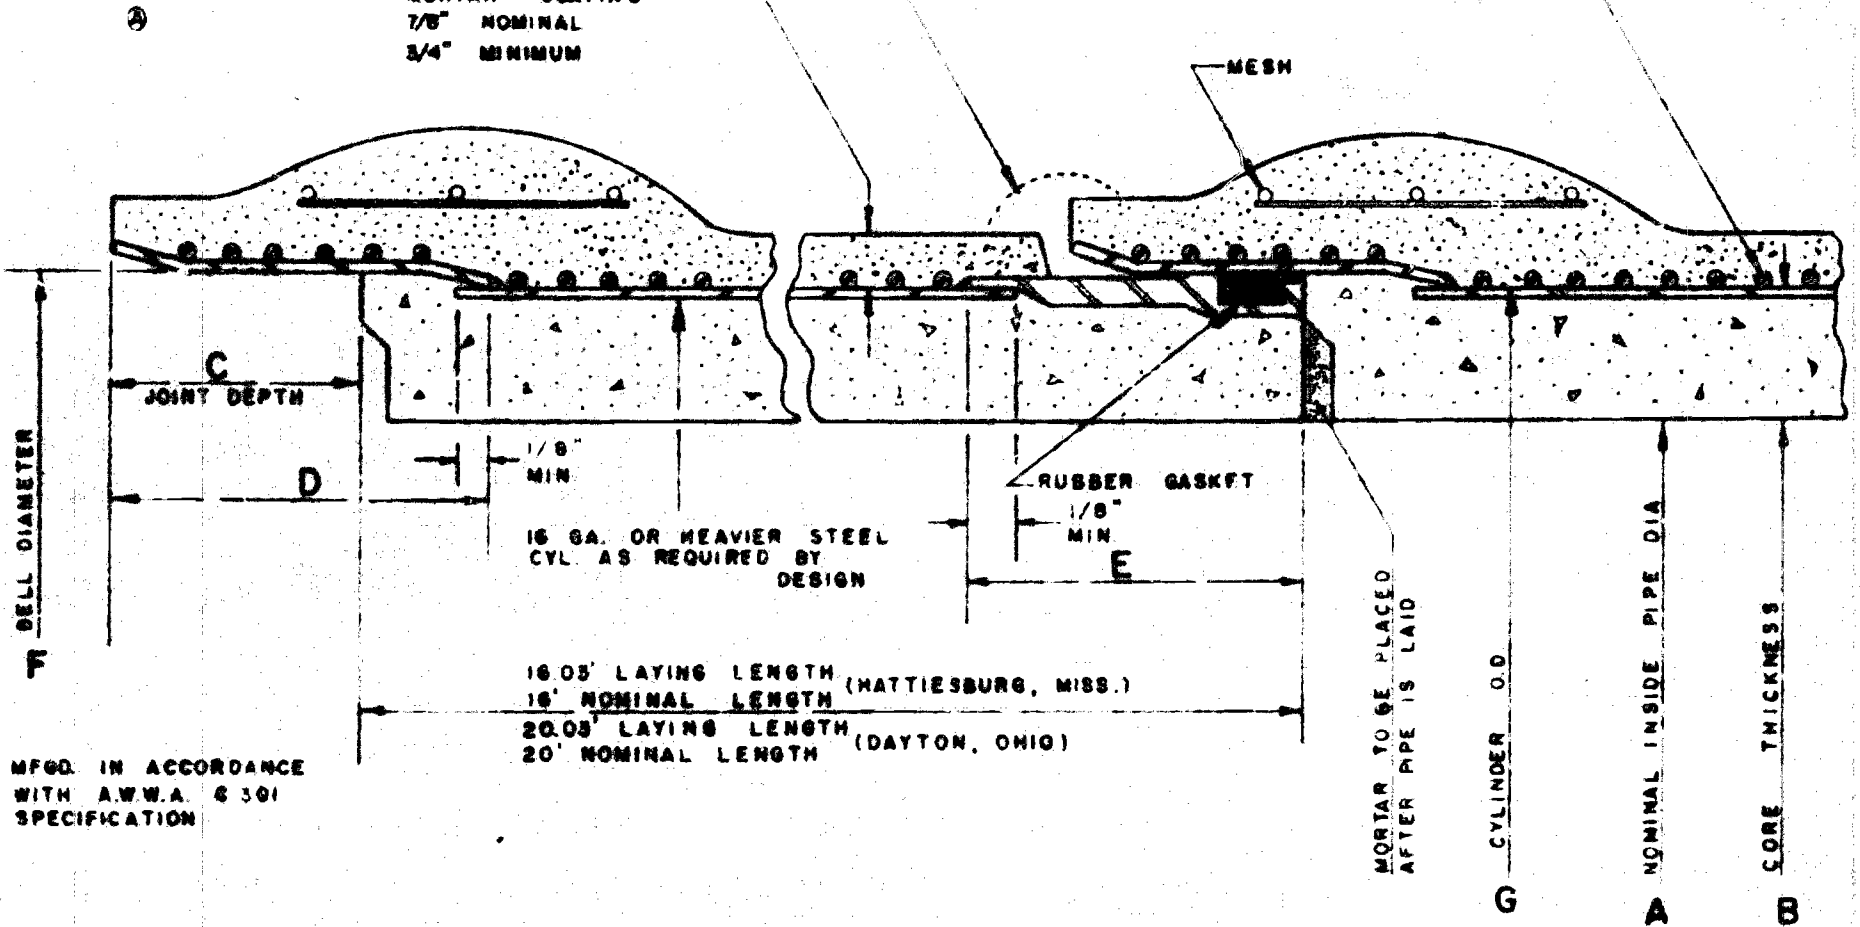 A
7/8" NOMINAL
3/4" MINIMUM
MESH
C
JOINT DEPTH
1/8"
MIN
D
RUBBER GASKET
1/8"
MIN.
E
16 GA. OR HEAVIER STEEL
CYL. AS REQUIRED BY
DESIGN
BELL DIAMETER
F
16.03' LAYING LENGTH
16' NOMINAL LENGTH
(HATTIESBURG, MISS.)
20.03' LAYING LENGTH
20' NOMINAL LENGTH
(DAYTON, OHIO)
MFGD. IN ACCORDANCE
WITH A.W.W.A. C 301
SPECIFICATION
MORTAR TO BE PLACED
AFTER PIPE IS LAID
CYLINDER O.D
G
NOMINAL INSIDE PIPE DIA
A
CORE THICKNESS
B